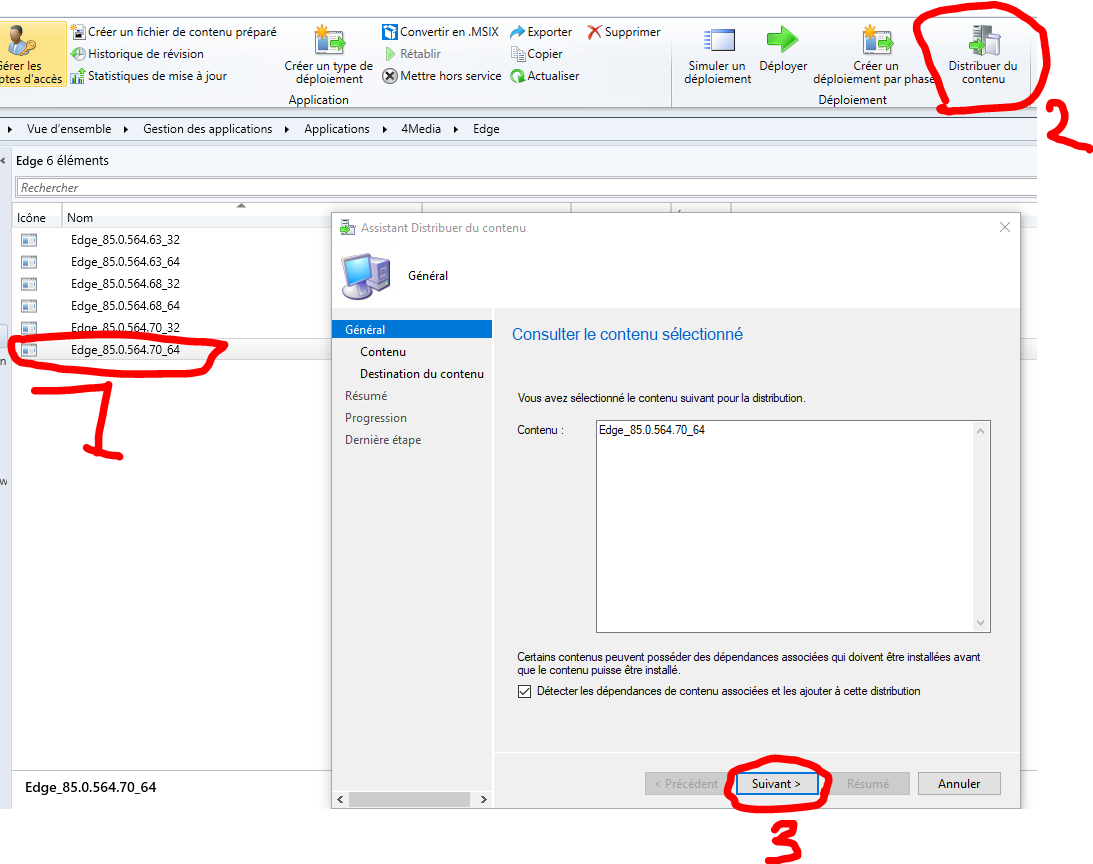 Créer un fichier de contenu préparé
Historique de révision
Statistiques de mise à jour
Gérer les
ptes d'accès
Créer un type de
déploiement
Convertir en .MSIX
Rétablir
Mettre hors service
Exporter
Copier
Actualiser
Supprimer
Application
Simuler un
déploiement
Déployer
Créer un
déploiement par phase
Distribuer du
contenu
Déploiement
2
Vue d'ensemble
Gestion des applications
Applications
4Media
Edge
Edge 6 éléments
Rechercher
Icône
Nom
Edge_85.0.564.63_32
Edge_85.0.564.63_64
Edge_85.0.564.68_32
Edge_85.0.564.68_64
Edge_85.0.564.70_32
Edge_85.0.564.70_64
1
Assistant Distribuer du contenu
Général
Général
Contenu
Destination du contenu
Résumé
Progression
Dernière étape
Consulter le contenu sélectionné
Vous avez sélectionné le contenu suivant pour la distribution.
Contenu :
Edge_85.0.564.70_64
Certains contenus peuvent posséder des dépendances associées qui doivent être installées avant
que le contenu puisse être installé.
Détecter les dépendances de contenu associées et les ajouter à cette distribution
< Précédent
Suivant >
Résumé
Annuler
3
Edge_85.0.564.70_64